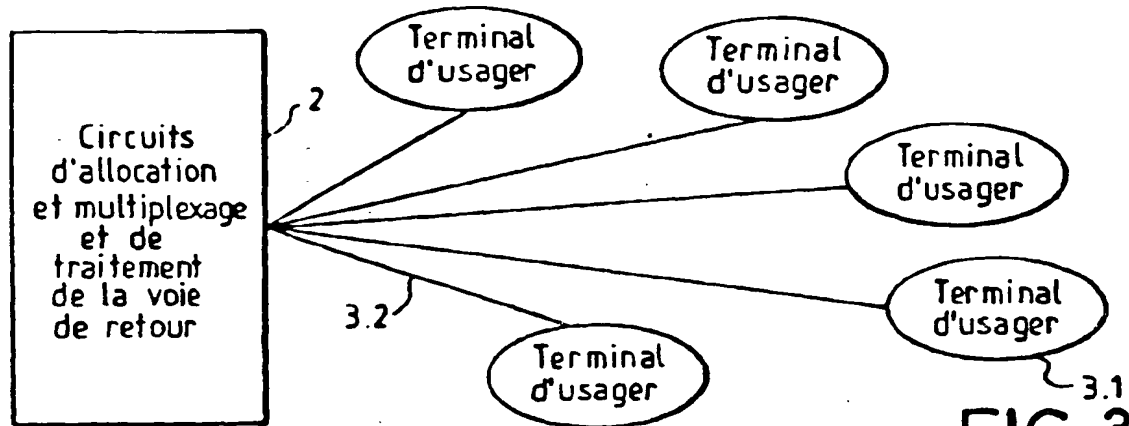 Terminal
d'usager
Terminal
d'usager
2
Circuits
d'allocation
et multiplexage
et de
traitement
de la voie
de retour
Terminal
d'usager
3.2
Terminal
d'usager
Terminal
d'usager
3.1